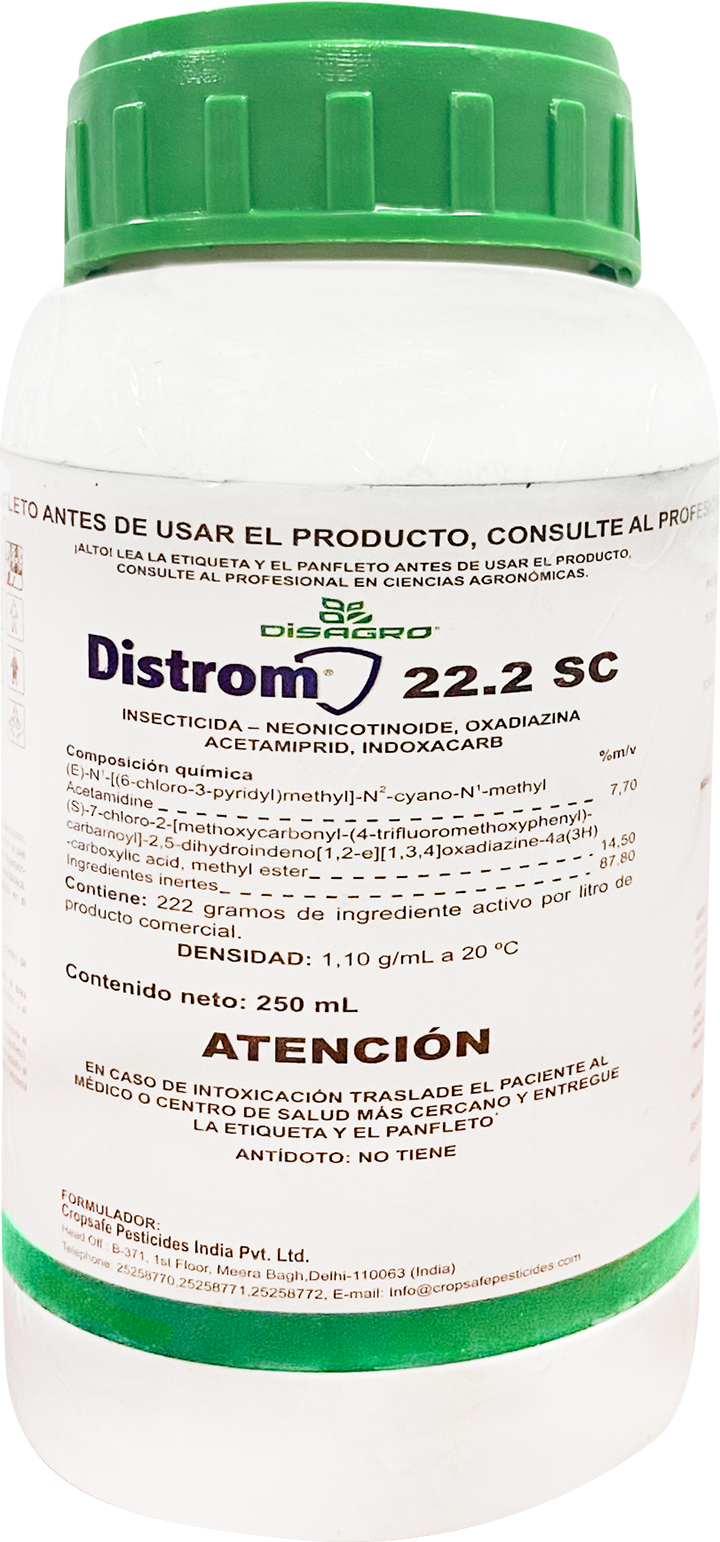 LETO ANTES DE USAR EL PRODUCTO, CONSULTE AL PROFES
¡ALTO! LEA LA ETIQUETA Y EL PANFLETO ANTES DE USAR EL PRODUCTO,
CONSULTE AL PROFESIONAL EN CIENCIAS AGRONÓMICAS.
DISAGRO®
Distrom® 22.2 SC
INSECTICIDA – NEONICOTINOIDE, OXADIAZINA
ACETAMIPRID, INDOXACARB
Composición química %m/v
(E)-N¹-[(6-chloro-3-pyridyl)methyl]-N²-cyano-N¹-methyl
Acetamidine 7,70
(S)-7-chloro-2-[methoxycarbonyl-(4-trifluoromethoxyphenyl)-
carbamoyl]-2,5-dihydroindeno[1,2-e][1,3,4]oxadiazine-4a(3H)
-carboxylic acid, methyl ester 14,50
Ingredientes inertes 87,80
Contiene: 222 gramos de ingrediente activo por litro de
producto comercial.
DENSIDAD: 1,10 g/mL a 20 ºC
Contenido neto: 250 mL
ATENCIÓN
EN CASO DE INTOXICACIÓN TRASLADE EL PACIENTE AL
MÉDICO O CENTRO DE SALUD MÁS CERCANO Y ENTREGUE
LA ETIQUETA Y EL PANFLETO
ANTÍDOTO: NO TIENE
FORMULADOR:
Cropsafe Pesticides India Pvt. Ltd.
Head Off.: B-371, 1st Floor, Meera Bagh,Delhi-110063 (India)
Telephone: 25258770,25258771,25258772, E-mail: info@cropsafepesticides.com